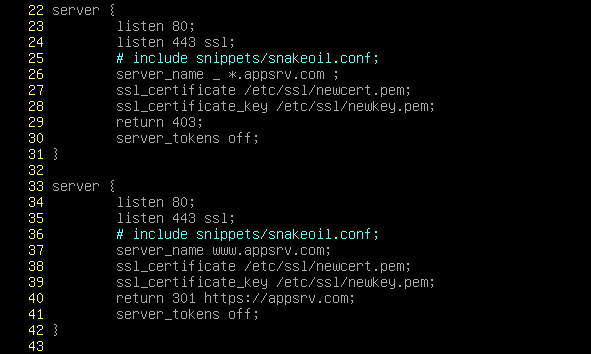 22 server {
23         listen 80;
24         listen 443 ssl;
25         # include snippets/snakeoil.conf;
26         server_name _ *.appsrv.com ;
27         ssl_certificate /etc/ssl/newcert.pem;
28         ssl_certificate_key /etc/ssl/newkey.pem;
29         return 403;
30         server_tokens off;
31 }
32
33 server {
34         listen 80;
35         listen 443 ssl;
36         # include snippets/snakeoil.conf;
37         server_name www.appsrv.com;
38         ssl_certificate /etc/ssl/newcert.pem;
39         ssl_certificate_key /etc/ssl/newkey.pem;
40         return 301 https://appsrv.com;
41         server_tokens off;
42 }
43